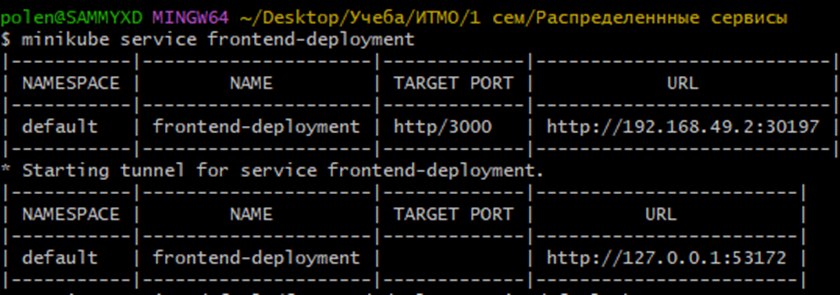 polen@SAMMYXD MINGW64 ~/Desktop/Учеба/ИТМО/1 сем/Распределеннные сервисы
$ minikube service frontend-deployment
|-----------|---------------------|-------------|---------------------------|
| NAMESPACE | NAME | TARGET PORT | URL |
|-----------|---------------------|-------------|---------------------------|
| default | frontend-deployment | http/3000 | http://192.168.49.2:30197 |
|-----------|---------------------|-------------|---------------------------|
* Starting tunnel for service frontend-deployment.
|-----------|---------------------|-------------|------------------------|
| NAMESPACE | NAME | TARGET PORT | URL |
|-----------|---------------------|-------------|------------------------|
| default | frontend-deployment | | http://127.0.0.1:53172 |
|-----------|---------------------|-------------|------------------------|